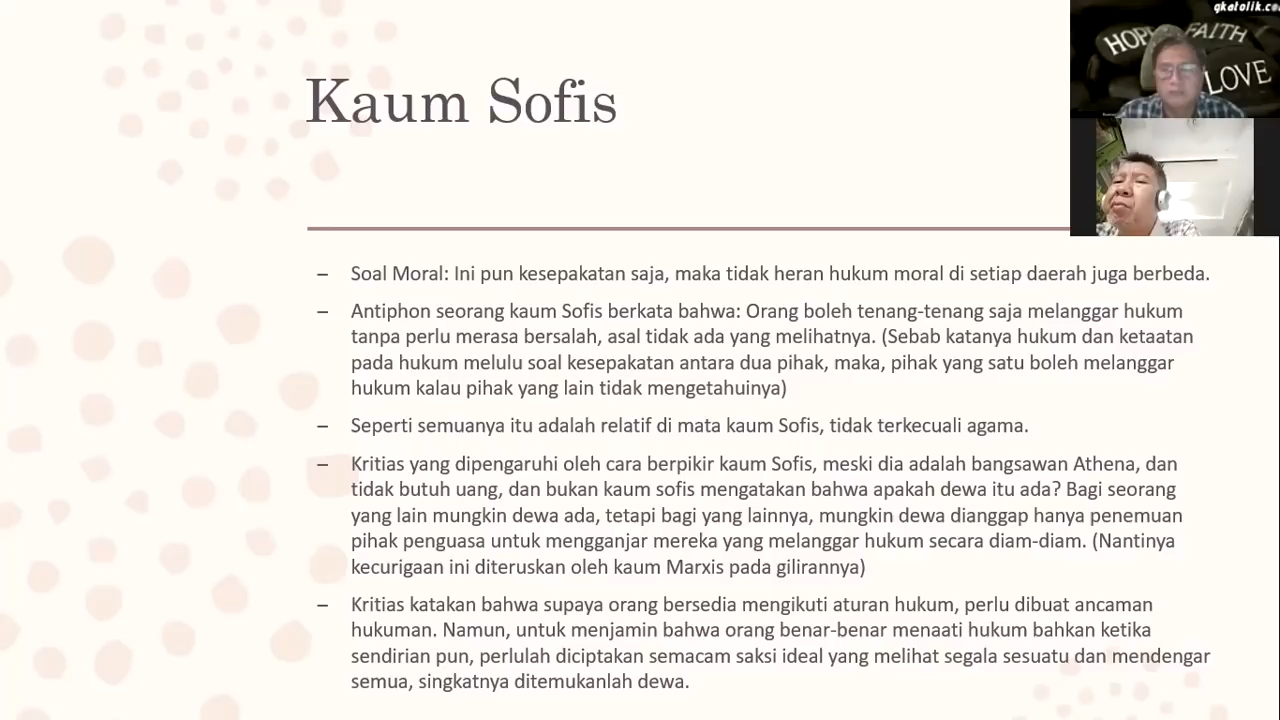 gkatolik.co
HOPE FAITH
LOVE
Kaum Sofis
– Soal Moral: Ini pun kesepakatan saja, maka tidak heran hukum moral di setiap daerah juga berbeda.
– Antiphon seorang kaum Sofis berkata bahwa: Orang boleh tenang-tenang saja melanggar hukum
tanpa perlu merasa bersalah, asal tidak ada yang melihatnya. (Sebab katanya hukum dan ketaatan
pada hukum melulu soal kesepakatan antara dua pihak, maka, pihak yang satu boleh melanggar
hukum kalau pihak yang lain tidak mengetahuinya)
– Seperti semuanya itu adalah relatif di mata kaum Sofis, tidak terkecuali agama.
– Kritias yang dipengaruhi oleh cara berpikir kaum Sofis, meski dia adalah bangsawan Athena, dan
tidak butuh uang, dan bukan kaum sofis mengatakan bahwa apakah dewa itu ada? Bagi seorang
yang lain mungkin dewa ada, tetapi bagi yang lainnya, mungkin dewa dianggap hanya penemuan
pihak penguasa untuk mengganjar mereka yang melanggar hukum secara diam-diam. (Nantinya
kecurigaan ini diteruskan oleh kaum Marxis pada gilirannya)
– Kritias katakan bahwa supaya orang bersedia mengikuti aturan hukum, perlu dibuat ancaman
hukuman. Namun, untuk menjamin bahwa orang benar-benar menaati hukum bahkan ketika
sendirian pun, perlulah diciptakan semacam saksi ideal yang melihat segala sesuatu dan mendengar
semua, singkatnya ditemukanlah dewa.